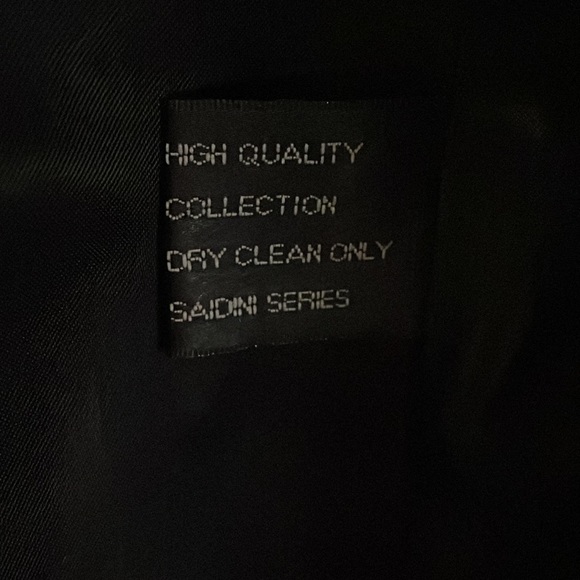 HIGH QUALITY
COLLECTION
DRY CLEAN ONLY
SAIDINI SERIES